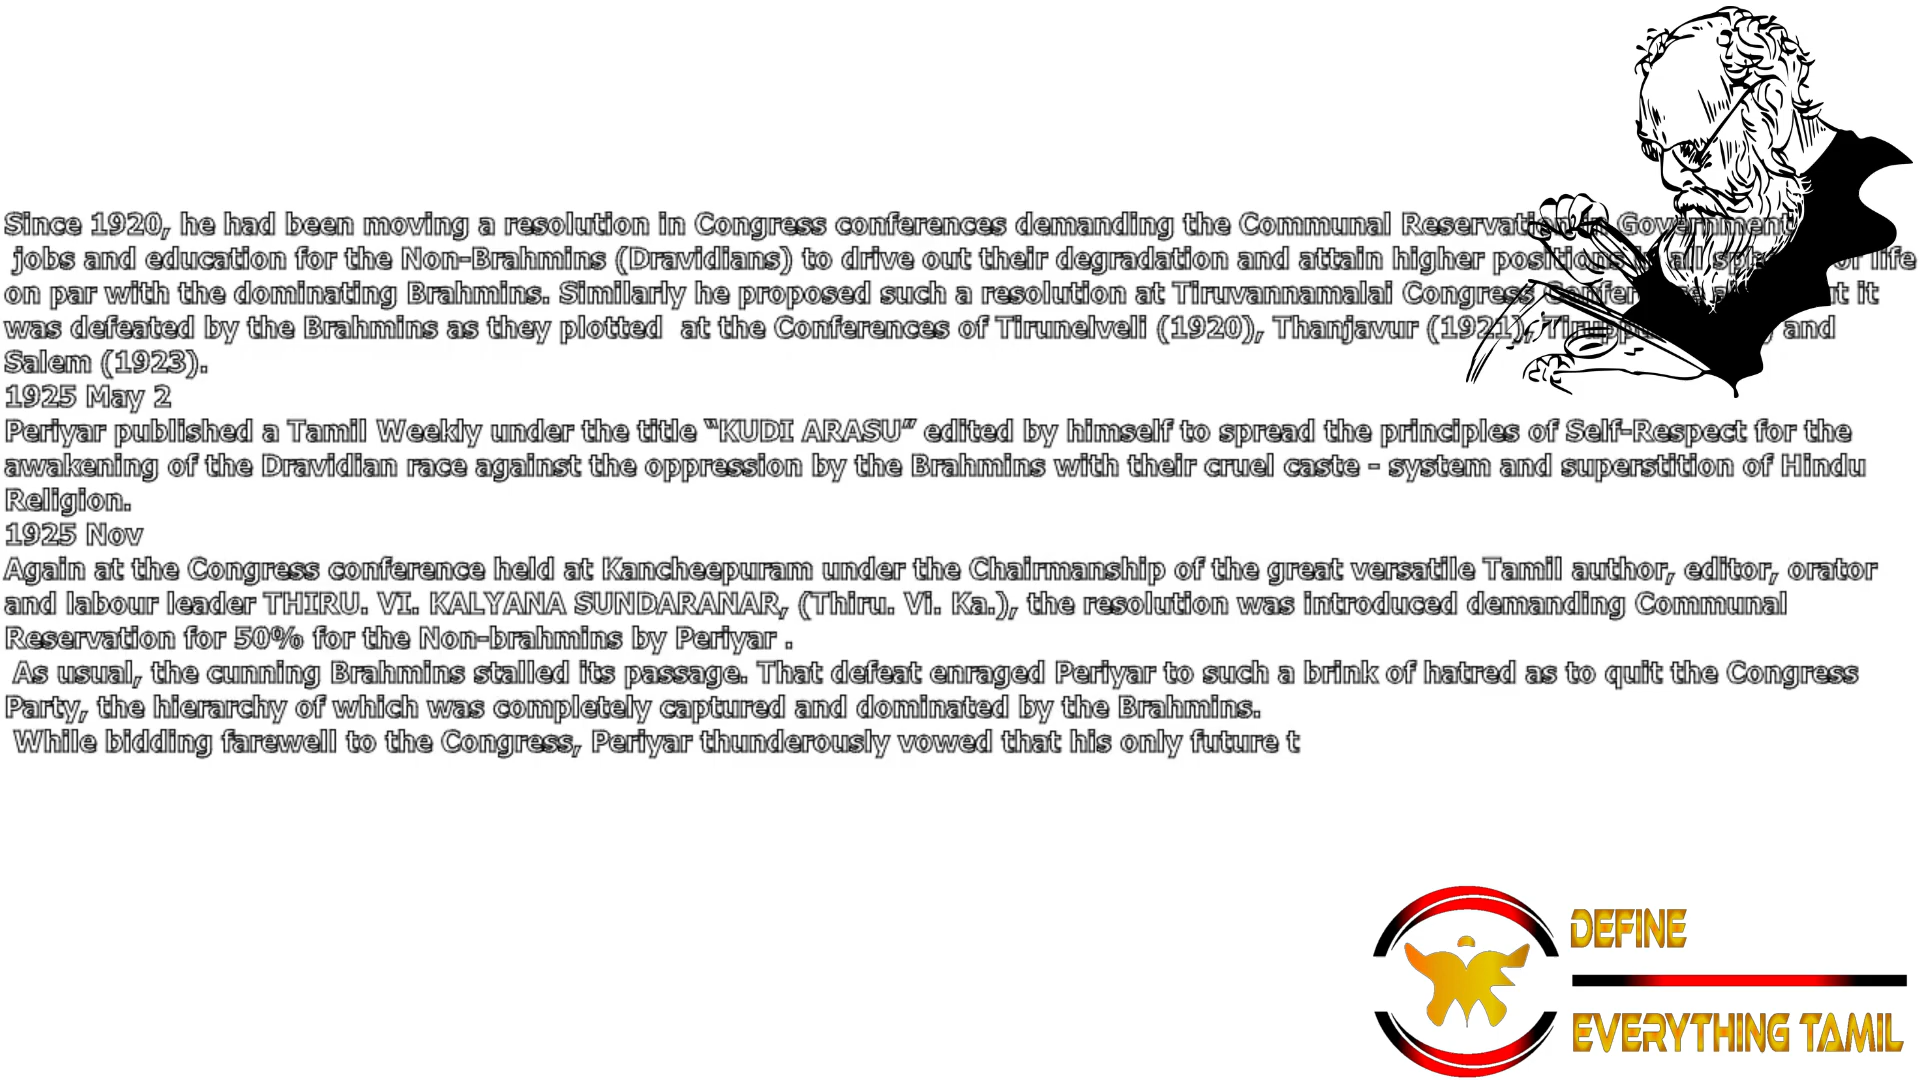 Since 1920, he had been moving a resolution in Congress conferences demanding the Communal Reservation in Government
jobs and education for the Non-Brahmins (Dravidians) to drive out their degradation and attain higher positions all of life
on par with the dominating Brahmins. Similarly he proposed such a resolution at Tiruvannamalai Congress it
was defeated by the Brahmins as they plotted at the Conferences of Tirunelveli (1920), Thanjavur (1921), and
Salem (1923).
1925 May 2
Periyar published a Tamil Weekly under the title “KUDI ARASU” edited by himself to spread the principles of Self-Respect for the
awakening of the Dravidian race against the oppression by the Brahmins with their cruel caste - system and superstition of Hindu
Religion.
1925 Nov
Again at the Congress conference held at Kancheepuram under the Chairmanship of the great versatile Tamil author, editor, orator
and labour leader THIRU. VI. KALYANA SUNDARANAR, (Thiru. Vi. Ka.), the resolution was introduced demanding Communal
Reservation for 50% for the Non-brahmins by Periyar .
As usual, the cunning Brahmins stalled its passage. That defeat enraged Periyar to such a brink of hatred as to quit the Congress
Party, the hierarchy of which was completely captured and dominated by the Brahmins.
While bidding farewell to the Congress, Periyar thunderously vowed that his only future t
DEFINE
EVERYTHING TAMIL